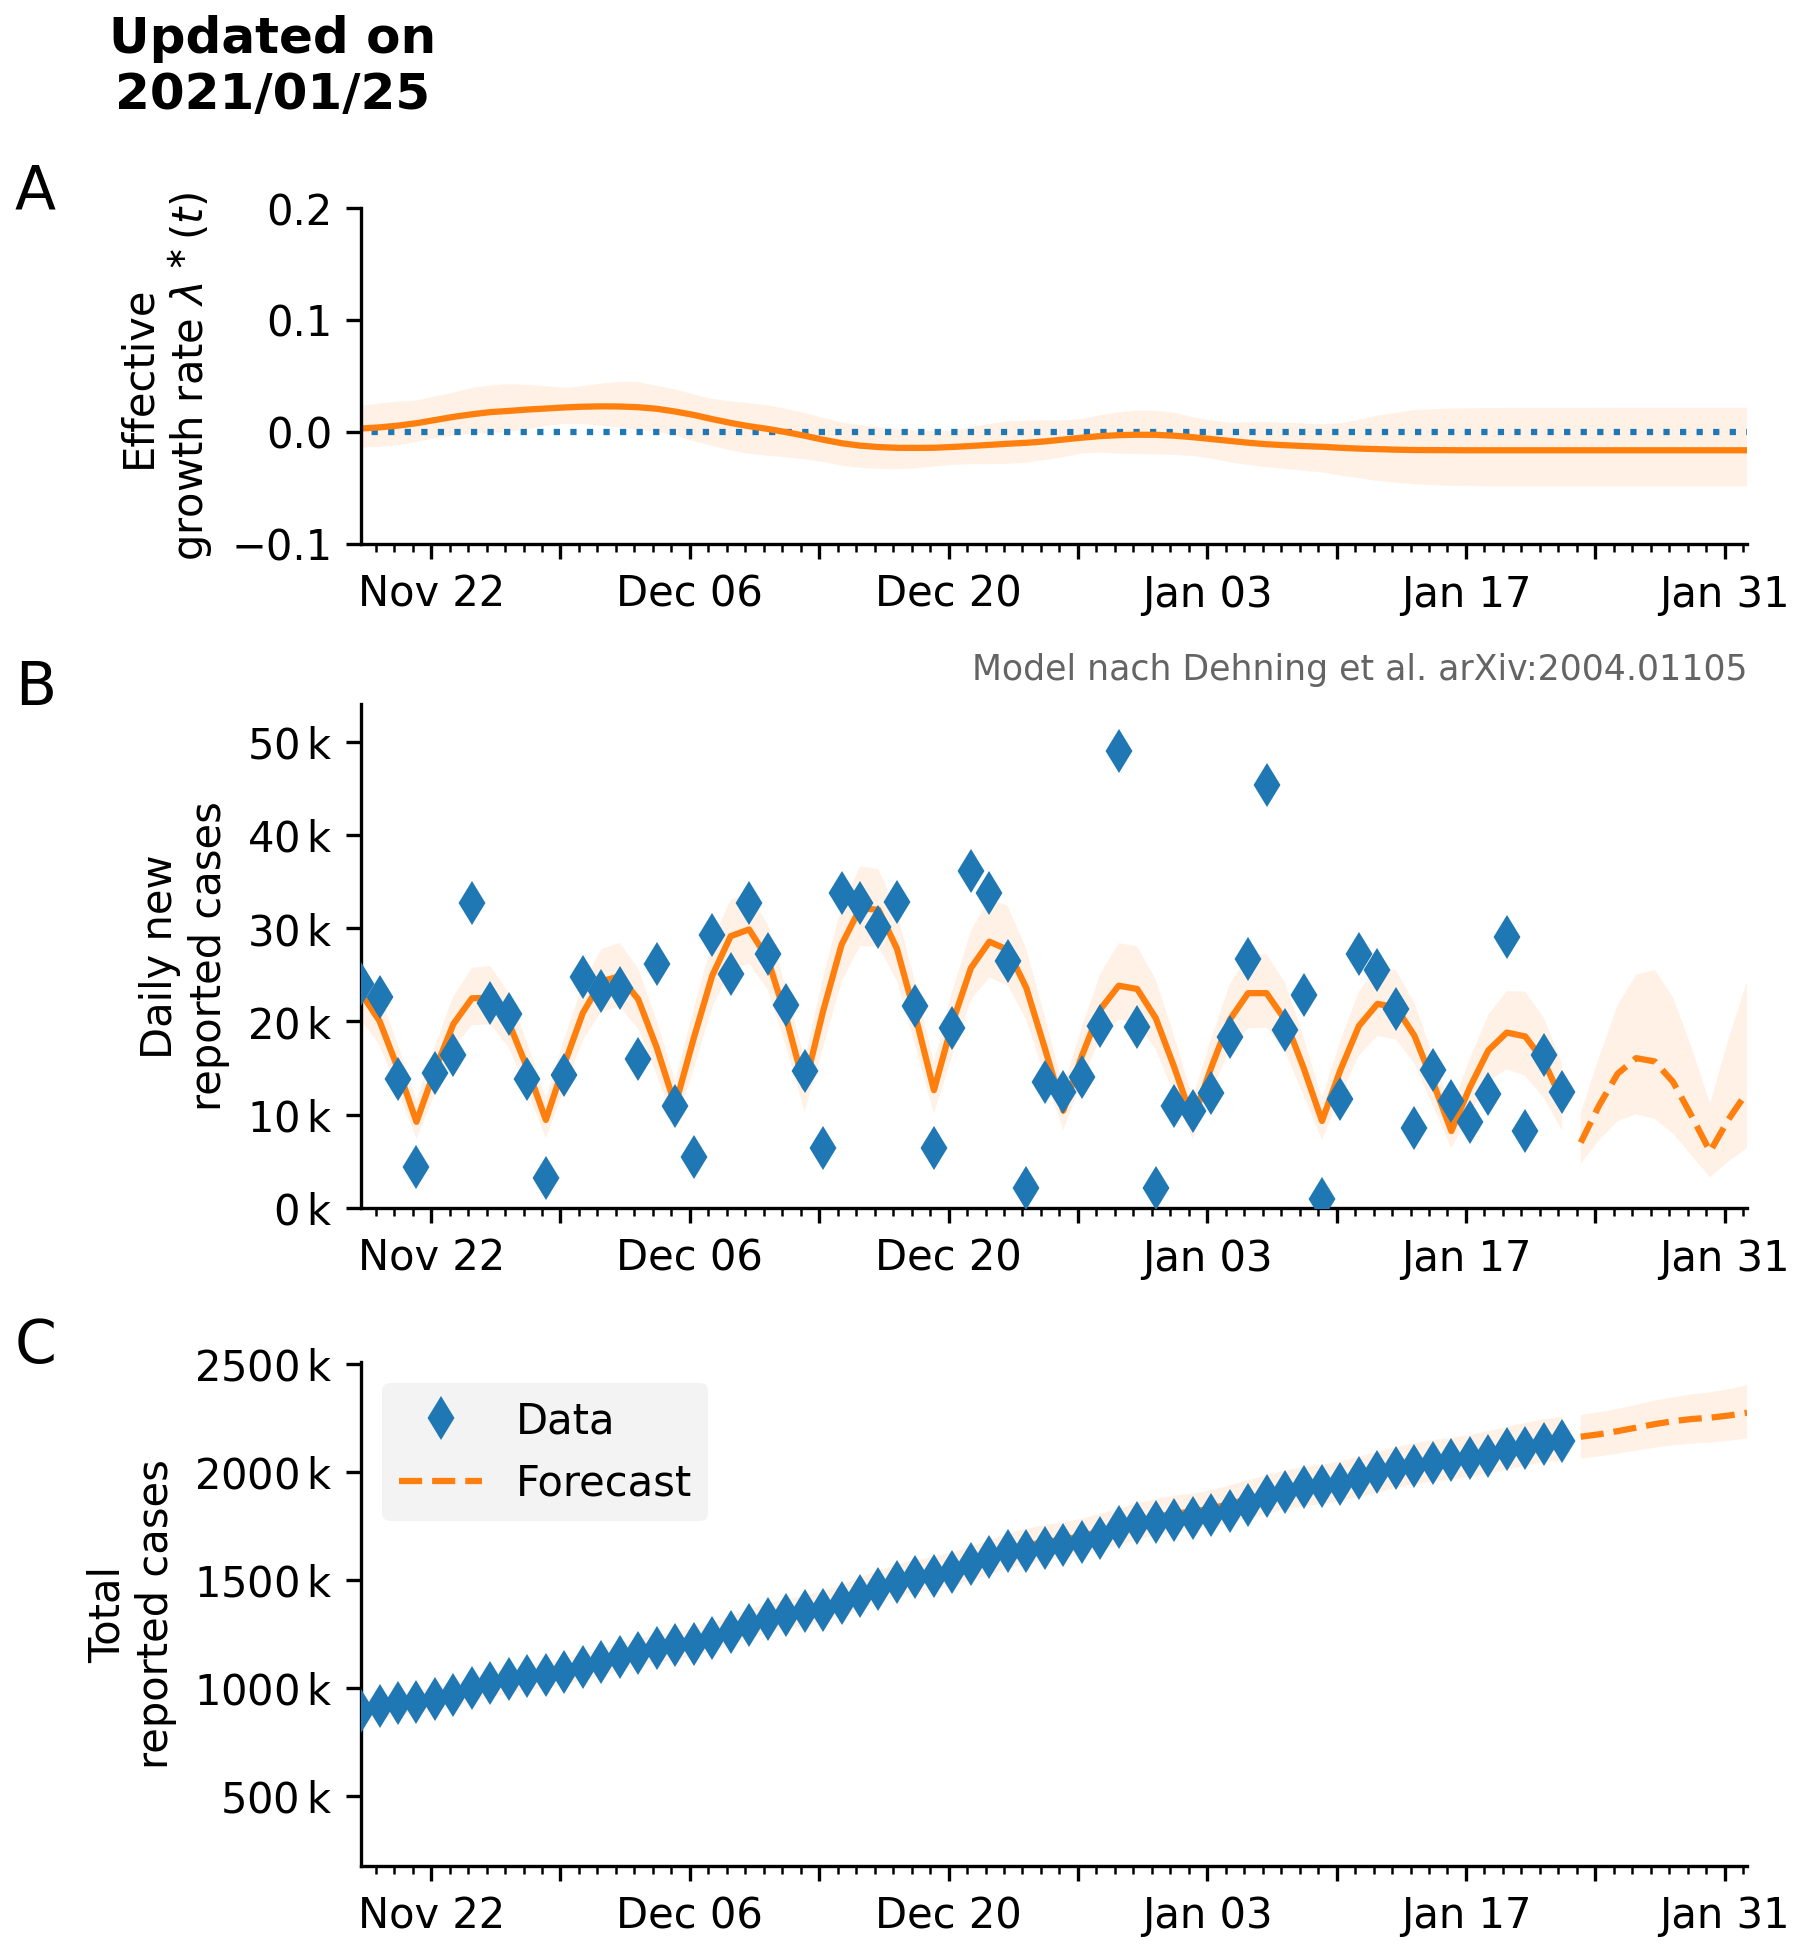 Updated on
2021/01/25
A
Effective
growth rate λ * (t)
0.2
0.1
0.0
−0.1
Nov 22 Dec 06 Dec 20 Jan 03 Jan 17 Jan 31
Model nach Dehning et al. arXiv:2004.01105
B
Daily new
reported cases
50 k
40 k
30 k
20 k
10 k
0 k
Nov 22 Dec 06 Dec 20 Jan 03 Jan 17 Jan 31
C
Total
reported cases
2500 k
2000 k
1500 k
1000 k
500 k
Data
Forecast
Nov 22 Dec 06 Dec 20 Jan 03 Jan 17 Jan 31